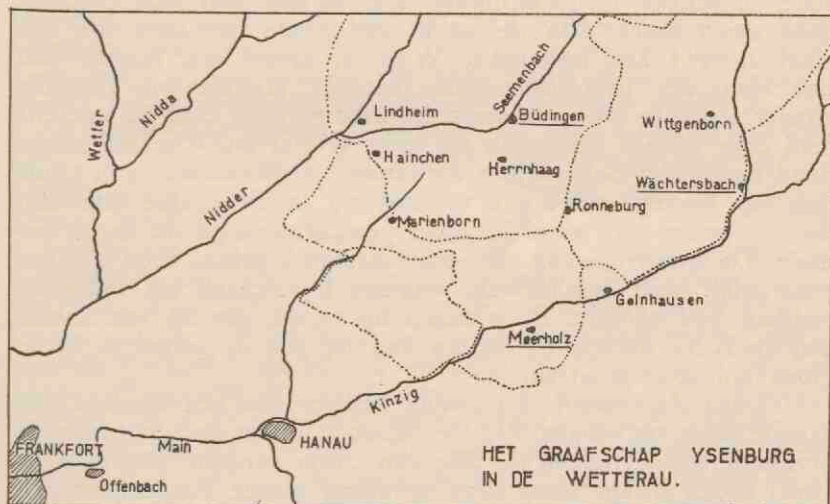 Wetter
Nidda
Seemenbach
Lindheim
Büdingen
Wittgenborn
Hainchen
Herrnhaag
Wächtersbach
Nidder
Ronneburg
Marienborn
Gelnhausen
Meerholz
Kinzig
FRANKFORT
Main
HANAU
Offenbach
HET GRAAFSCHAP YSENBURG
IN DE WETTERAU.